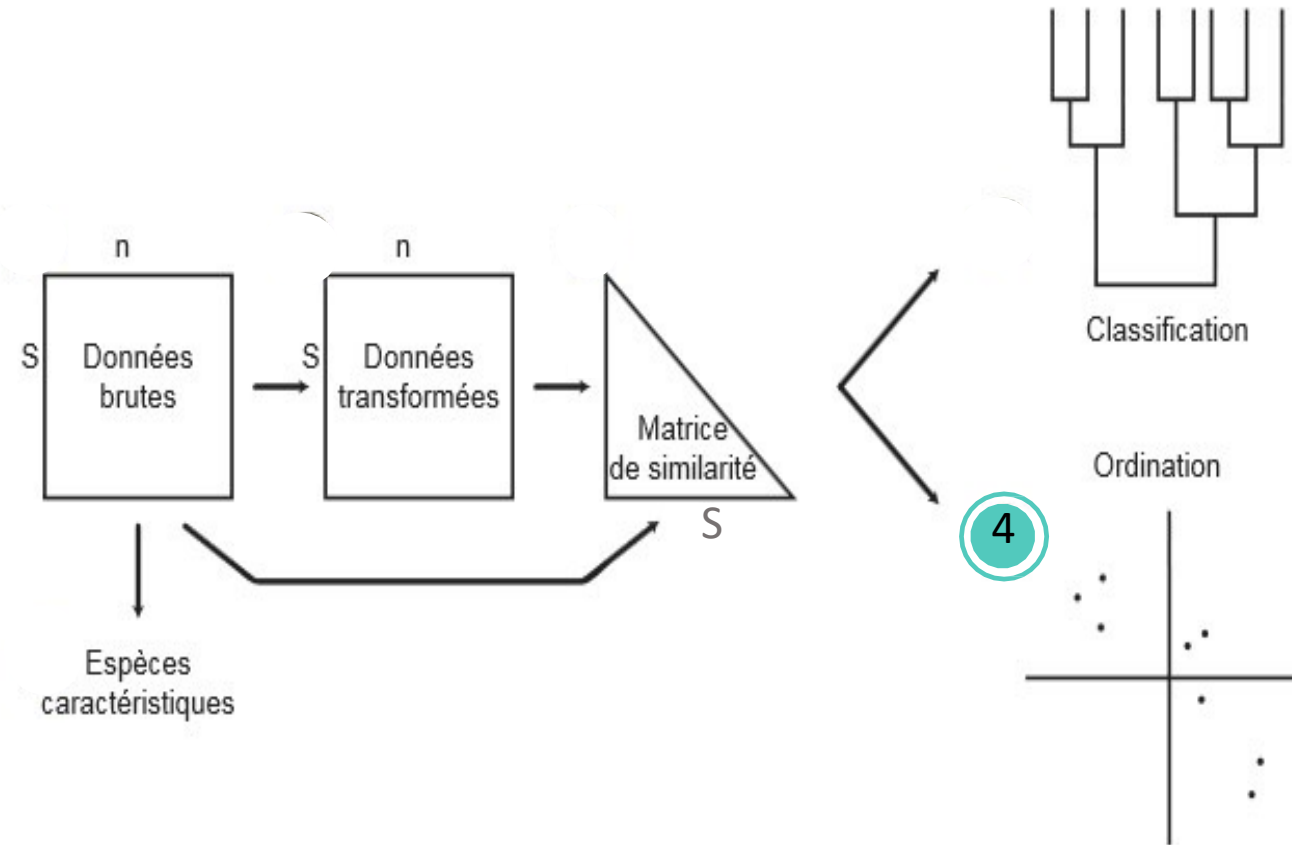 n
n
S
Données
brutes
S
Données
transformées
Matrice
de similarité
S
Classification
Ordination
4
Espèces
caractéristiques